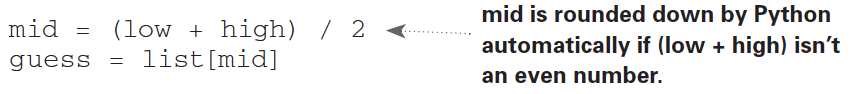 mid = (low + high) / 2
guess = list[mid]
mid is rounded down by Python
automatically if (low + high) isn’t
an even number.